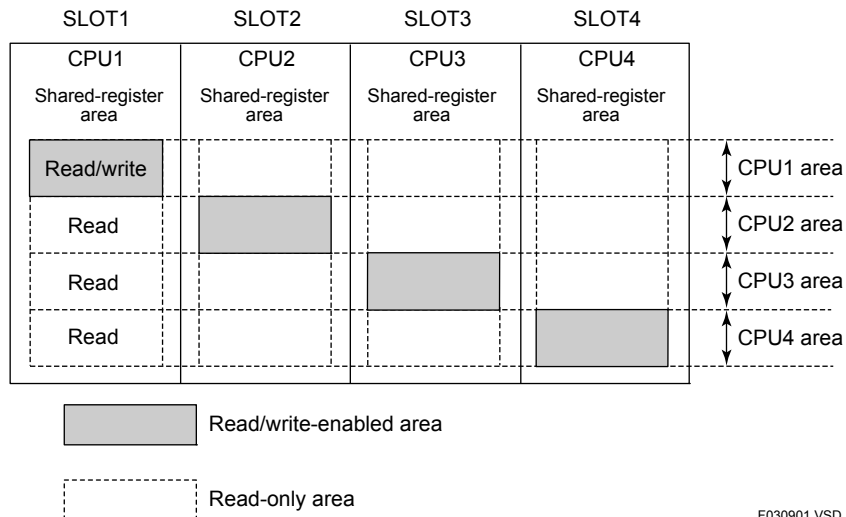 SLOT1 SLOT2 SLOT3 SLOT4
CPU1 CPU2 CPU3 CPU4
Shared-register Shared-register Shared-register Shared-register
area area area area
Read/write
CPU1 area
Read
CPU2 area
Read
CPU3 area
Read
CPU4 area
Read/write-enabled area
Read-only area
F030901.VSD